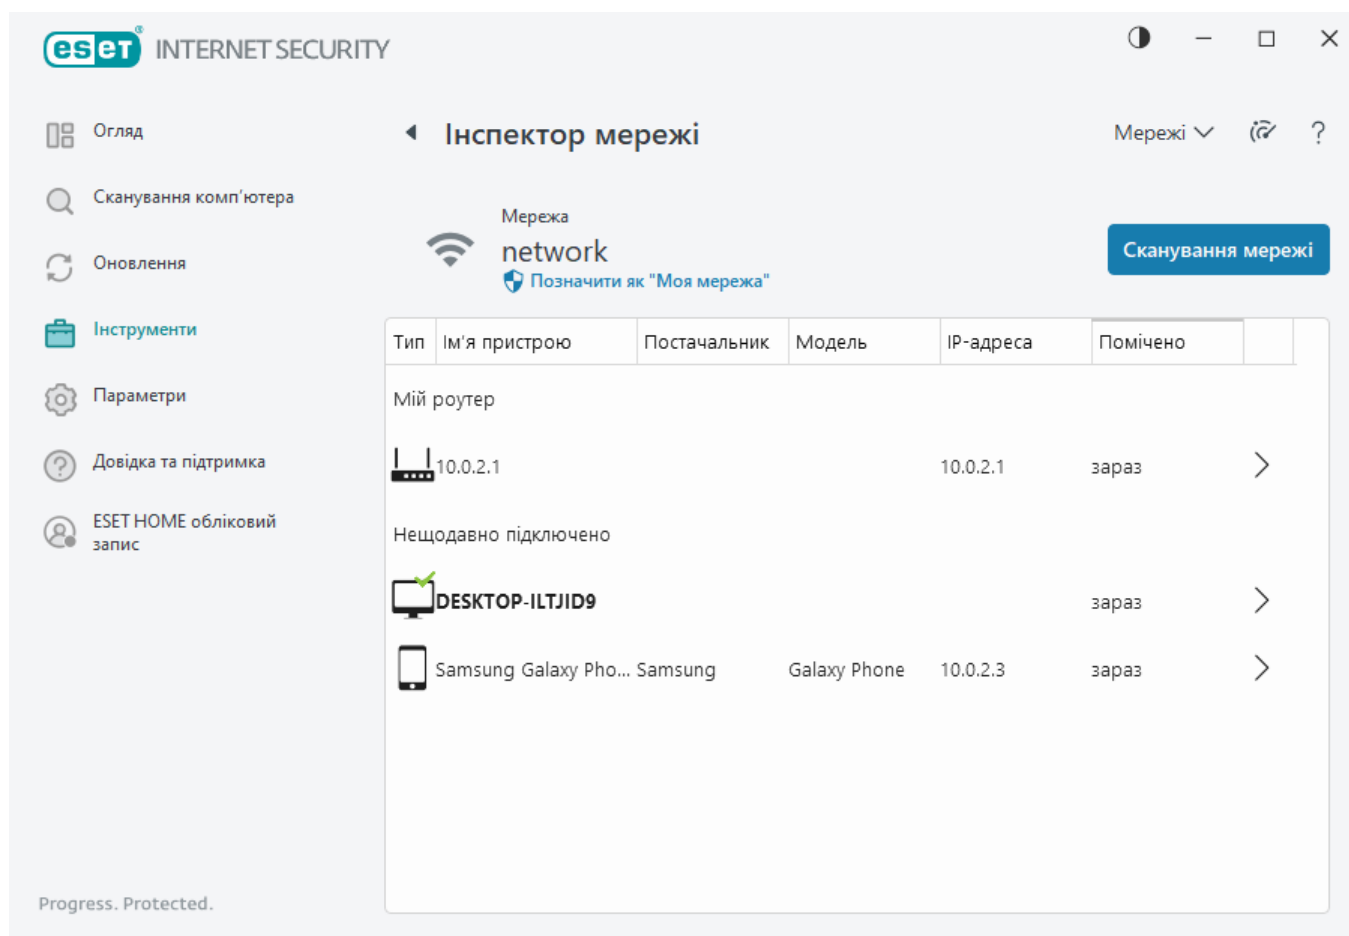 eset® INTERNET SECURITY
Огляд
Сканування комп'ютера
Оновлення
Інструменти
Параметри
Довідка та підтримка
ESET HOME обліковий
запис
Progress. Protected.
Інспектор мережі
Мережі
?
Мережа
network
Позначити як "Моя мережа"
Сканування мережі
Тип Ім'я пристрою Постачальник Модель IP-адреса Помічено
Мій роутер
10.0.2.1 10.0.2.1 зараз
Нещодавно підключено
DESKTOP-ILTJID9 зараз
Samsung Galaxy Pho... Samsung Galaxy Phone 10.0.2.3 зараз